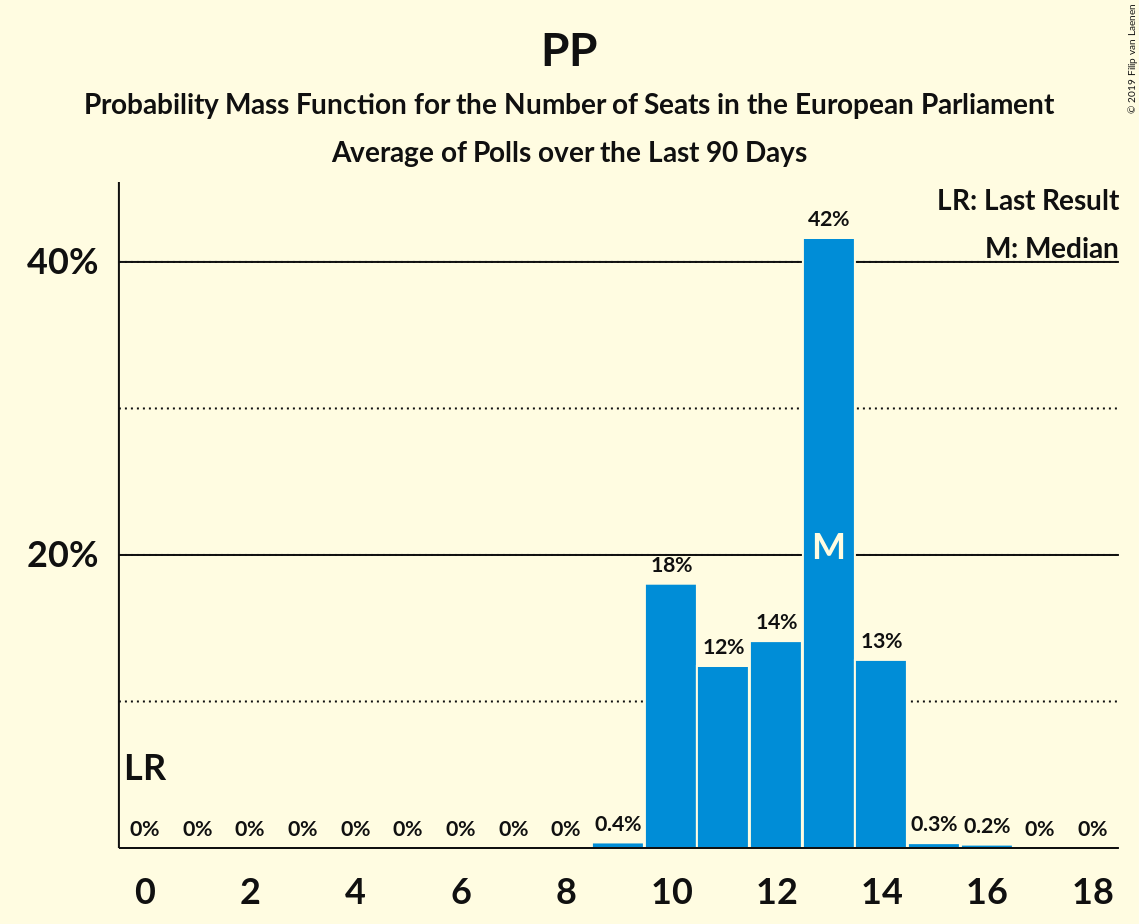 PP
Probability Mass Function for the Number of Seats in the European Parliament
Average of Polls over the Last 90 Days
© 2019 Filip van Laenen
LR: Last Result
M: Median
42%
40%
M
20%
18%
12%
14%
13%
LR
0% 0% 0% 0% 0% 0% 0% 0% 0% 0.4% 0.3% 0.2% 0% 0%
0 2 4 6 8 10 12 14 16 18